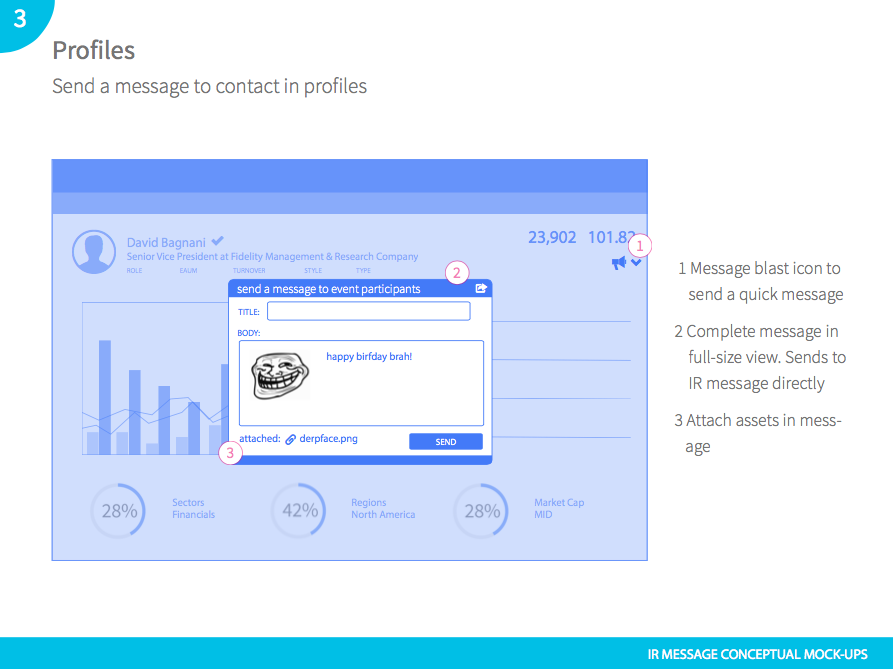 3
Profiles
Send a message to contact in profiles
David Bagnani
Senior Vice President at Fidelity Management & Research Company
ROLE EAUM TURNOVER STYLE TYPE
23,902 101.82
1
2
send a message to event participants
TITLE:
BODY:
happy birfday brah!
attached: derpface.png
SEND
3
28%
Sectors
Financials
42%
Regions
North America
28%
Market Cap
MID
1 Message blast icon to
send a quick message
2 Complete message in
full-size view. Sends to
IR message directly
3 Attach assets in mess-
age
IR MESSAGE CONCEPTUAL MOCK-UPS